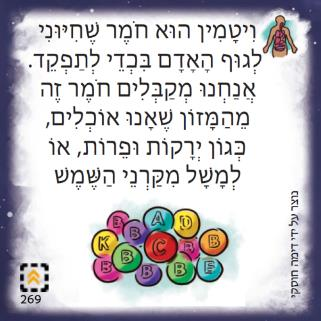 וִיטָמִין הוּא חֹמֶר שֶׁחִיּוּנִי
לְגוּף הָאָדָם בִּכְדֵי לְתַפְקֵד.
אֲנַחְנוּ מְקַבְּלִים חֹמֶר זֶה
מֵהַמָּזוֹן שֶׁאָנוּ אוֹכְלִים,
כְּגוֹן יְרָקוֹת וּפֵרוֹת, אוֹ
לְמָשָׁל מִקַּרְנֵי הַשֶּׁמֶשׁ
B A D
K B C B B
B B B E
269
נוצר על ידי דימה חוטקי